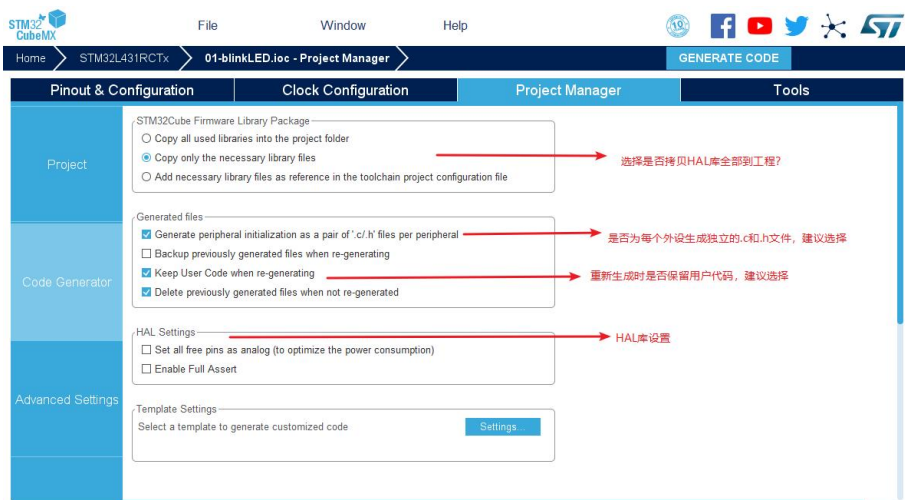 STM32
CubeMX
File
Window
Help
10
ST
Home
STM32L431RCTx
01-blinkLED.ioc - Project Manager
GENERATE CODE
Pinout & Configuration
Clock Configuration
Project Manager
Tools
Project
Code Generator
Advanced Settings
STM32Cube Firmware Library Package
Copy all used libraries into the project folder
Copy only the necessary library files
选择是否拷贝HAL库全部到工程?
Add necessary library files as reference in the toolchain project configuration file
Generated files
Generate peripheral initialization as a pair of '.c/.h' files per peripheral
是否为每个外设生成独立的.c和.h文件，建议选择
Backup previously generated files when re-generating
Keep User Code when re-generating
重新生成时是否保留用户代码，建议选择
Delete previously generated files when not re-generated
HAL Settings
HAL库设置
Set all free pins as analog (to optimize the power consumption)
Enable Full Assert
Template Settings
Select a template to generate customized code
Settings...